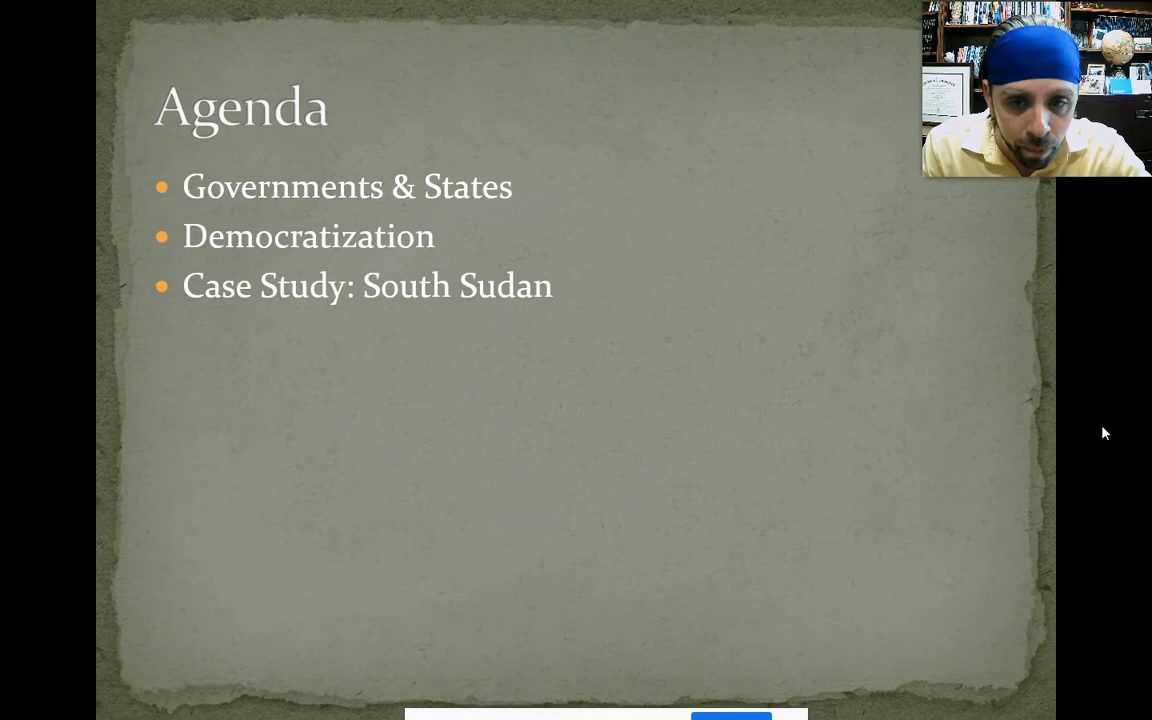 Agenda
Governments & States
Democratization
Case Study: South Sudan